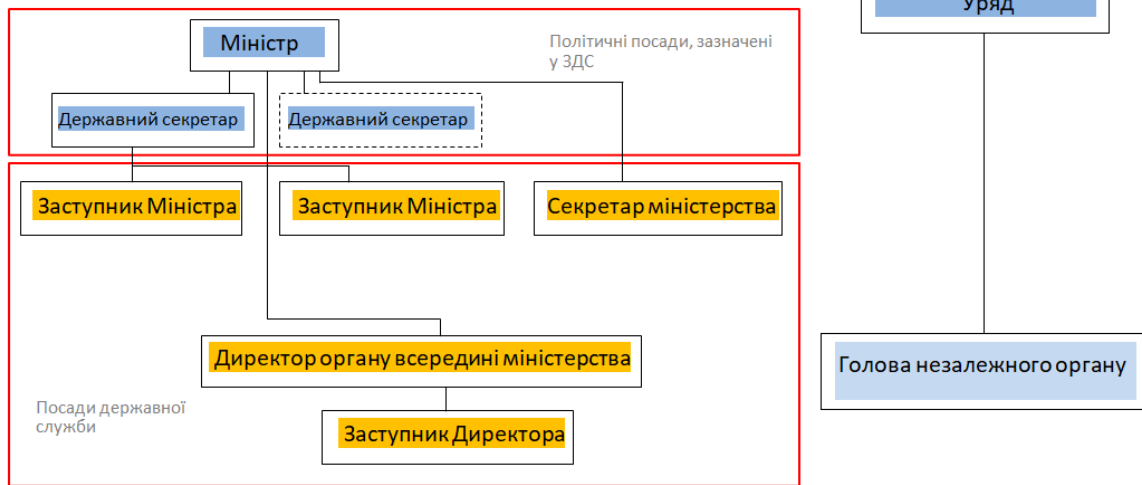 Уряд
Міністр
Політичні посади, зазначені
у ЗДС
Державний секретар
Державний секретар
Заступник Міністра
Заступник Міністра
Секретар міністерства
Директор органу всередині міністерства
Голова незалежного органу
Посади державної
служби
Заступник Директора